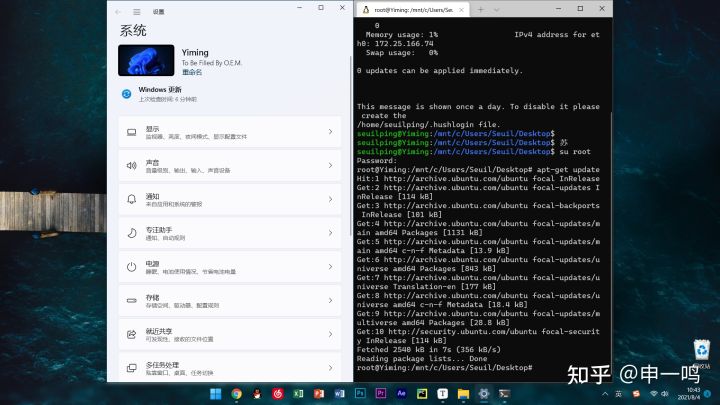 设置
系统
Yiming
To Be Filled By O.E.M.
重命名
Windows 更新
上次检查时间: 6 分钟前
显示
监视器、亮度、夜间模式、显示配置文件
声音
音量级别、输出、输入、声音设备
通知
来自应用和系统的警报
专注助手
通知、自动规则
电源
睡眠、电池使用情况、节省电池电量
存储
存储空间、驱动器、配置规则
就近共享
可发现性、接收的文件位置
多任务处理
贴靠窗口、桌面、任务切换
root@Yiming: /mnt/c/Users/Seuil
0
Memory usage: 1% IPv4 address for et
h0: 172.25.166.74
Swap usage: 0%
0 updates can be applied immediately.
This message is shown once a day. To disable it please
create the
/home/seuilping/.hushlogin file.
seuilping@Yiming:/mnt/c/Users/Seuil/Desktop$
seuilping@Yiming:/mnt/c/Users/Seuil/Desktop$ 苏
seuilping@Yiming:/mnt/c/Users/Seuil/Desktop$ su root
Password:
root@Yiming:/mnt/c/Users/Seuil/Desktop# apt-get update
Hit:1 http://archive.ubuntu.com/ubuntu focal InRelease
Get:2 http://archive.ubuntu.com/ubuntu focal-updates I
nRelease [114 kB]
Get:3 http://archive.ubuntu.com/ubuntu focal-backports
InRelease [101 kB]
Get:4 http://archive.ubuntu.com/ubuntu focal-updates/m
ain amd64 Packages [1131 kB]
Get:5 http://archive.ubuntu.com/ubuntu focal-updates/m
ain amd64 c-n-f Metadata [13.9 kB]
Get:6 http://archive.ubuntu.com/ubuntu focal-updates/u
niverse amd64 Packages [843 kB]
Get:7 http://archive.ubuntu.com/ubuntu focal-updates/u
niverse Translation-en [177 kB]
Get:8 http://archive.ubuntu.com/ubuntu focal-updates/u
niverse amd64 c-n-f Metadata [18.4 kB]
Get:9 http://archive.ubuntu.com/ubuntu focal-updates/m
ultiverse amd64 Packages [28.8 kB]
Get:10 http://security.ubuntu.com/ubuntu focal-securit
y InRelease [114 kB]
Fetched 2540 kB in 7s (356 kB/s)
Reading package lists... Done
root@Yiming:/mnt/c/Users/Seuil/Desktop#
知乎 @申一鸣
英
10:43
2021/8/4